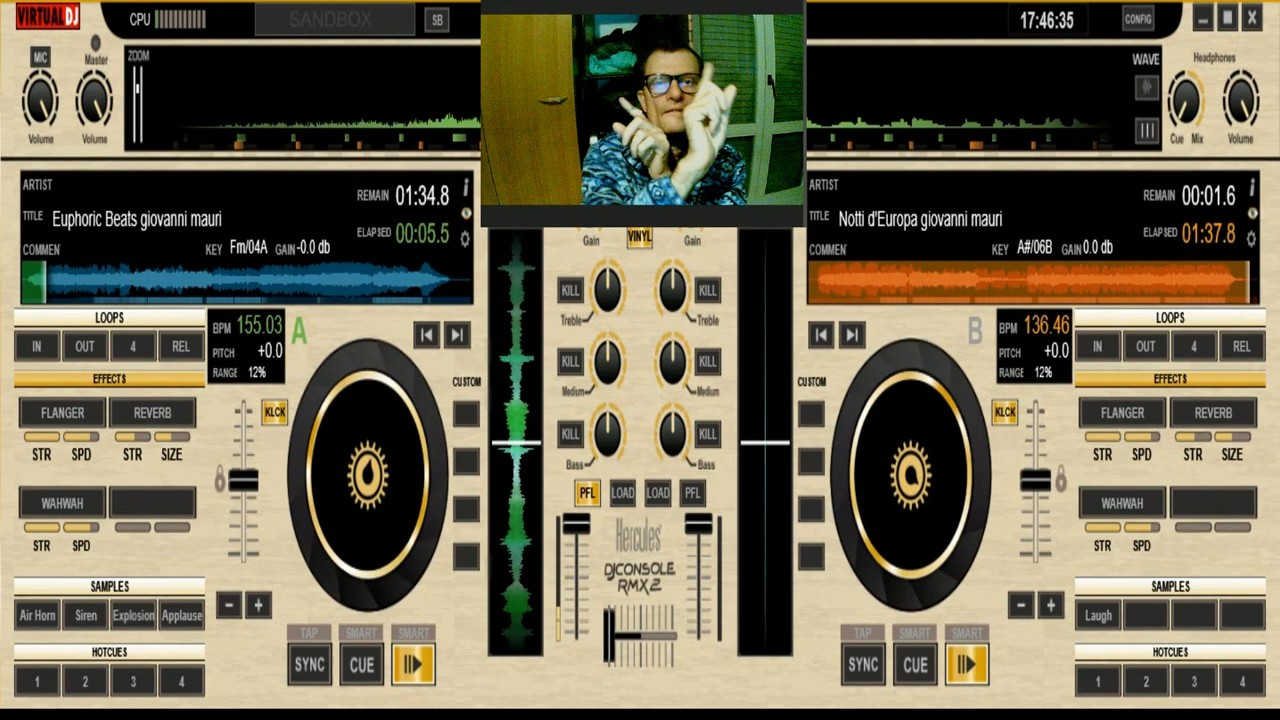 VIRTUAL DJ
CPU
SANDBOX
SB
17:46:35
CONFIG
MIC
Master
Volume
Volume
ZOOM
WAVE
Headphones
Cue
Mix
Volume
ARTIST
REMAIN 01:34.8
TITLE Euphoric Beats giovanni mauri
ELAPSED 00:05.5
COMMEN
KEY Fm/04A GAIN -0.0 db
ARTIST
REMAIN 00:01.6
TITLE Notti d'Europa giovanni mauri
ELAPSED 01:37.8
COMMEN
KEY A#/06B GAIN 0.0 db
LOOPS
IN OUT 4 REL
EFFECTS
FLANGER REVERB
STR SPD STR SIZE
WAHWAH
STR SPD
SAMPLES
Air Horn Siren Explosion Applause
HOTCUES
1 2 3 4
BPM 155.03
PITCH +0.0
RANGE 12%
A
KLCK
CUSTOM
- +
TAP SMART SMART
SYNC CUE
Gain VINYL Gain
KILL KILL
Treble Treble
KILL KILL
Medium Medium
KILL KILL
Bass Bass
PFL LOAD LOAD PFL
Hercules
DJCONSOLE
RMX2
CUSTOM
B
BPM 136.46
PITCH +0.0
RANGE 12%
KLCK
- +
TAP SMART SMART
SYNC CUE
LOOPS
IN OUT 4 REL
EFFECTS
FLANGER REVERB
STR SPD STR SIZE
WAHWAH
STR SPD
SAMPLES
Laugh
HOTCUES
1 2 3 4